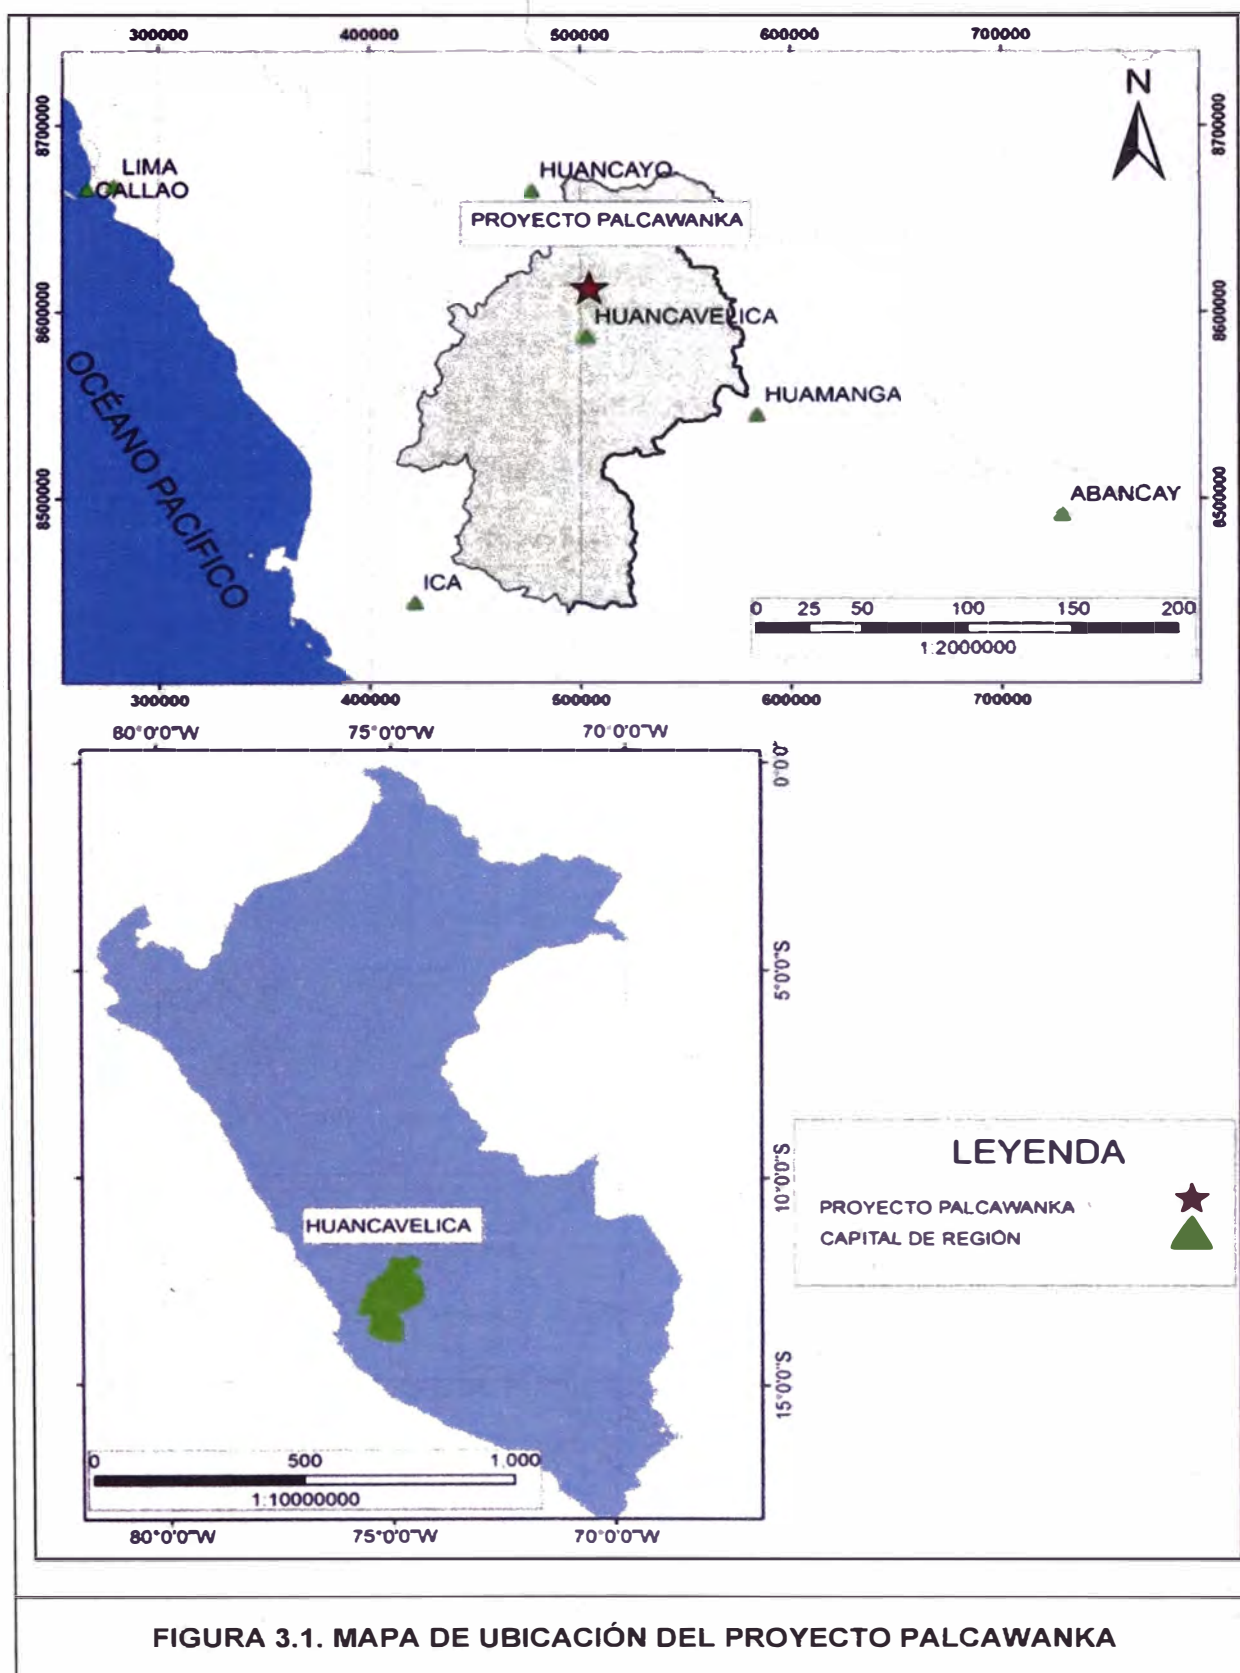 300000 400000 500000 600000 700000
N
8700000 8700000
LIMA
CALLAO
HUANCAYO
PROYECTO PALCAWANKA
8600000 8600000
HUANCAVELICA
OCÉANO PACÍFICO
HUAMANGA
8500000 8500000
ABANCAY
ICA
0 25 50 100 150 200
1:2000000
300000 400000 500000 600000 700000
80°0'0"W 75°0'0"W 70°0'0"W
0°0'0"
5°0'0"S
10°0'0"S
15°0'0"S
HUANCAVELICA
LEYENDA
PROYECTO PALCAWANKA
CAPITAL DE REGIÓN
0 500 1,000
1:10000000
80°0'0"W 75°0'0"W 70°0'0"W
FIGURA 3.1. MAPA DE UBICACIÓN DEL PROYECTO PALCAWANKA